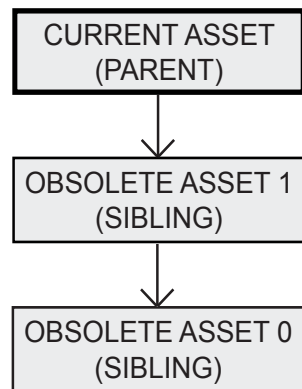 CURRENT ASSET
(PARENT)
OBSOLETE ASSET 1
(SIBLING)
OBSOLETE ASSET 0
(SIBLING)